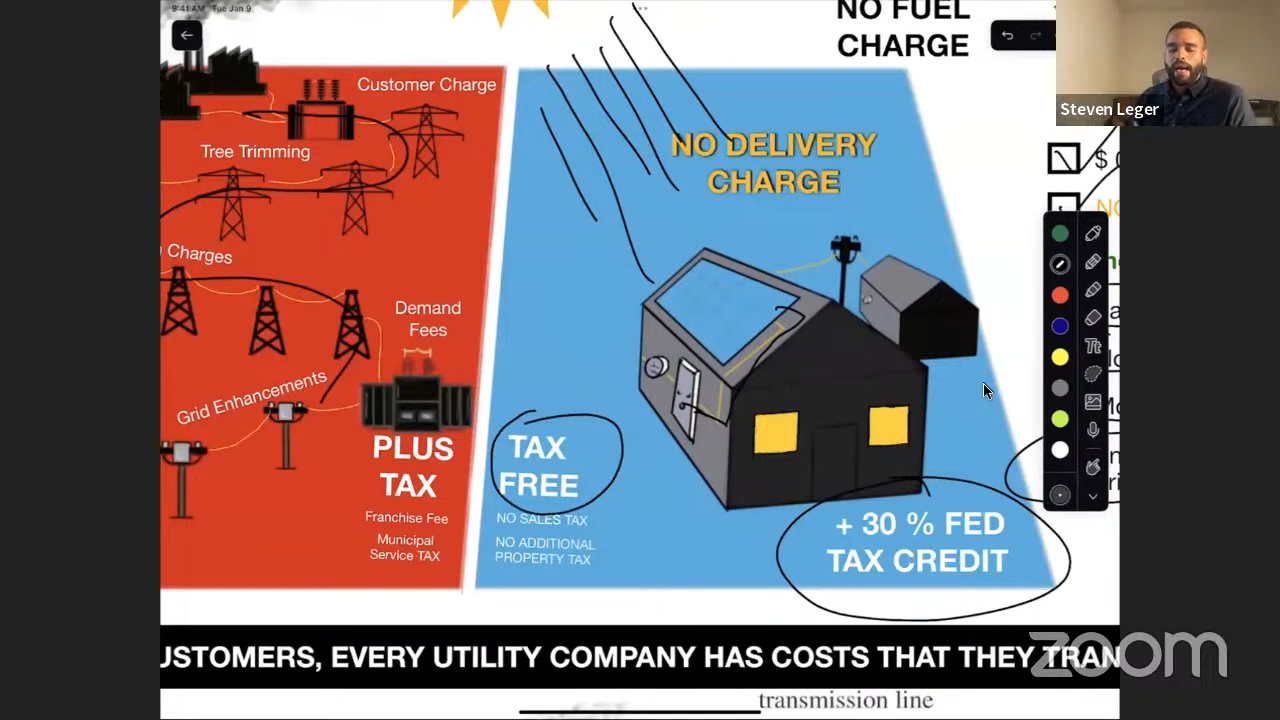 9:41 AM Tue Jan 9
NO FUEL
CHARGE
Steven Leger
Customer Charge
Tree Trimming
Charges
Demand
Fees
Grid Enhancements
PLUS
TAX
Franchise Fee
Municipal
Service TAX
NO DELIVERY
CHARGE
TAX
FREE
NO SALES TAX
NO ADDITIONAL
PROPERTY TAX
+ 30 % FED
TAX CREDIT
$
Tt
USTOMERS, EVERY UTILITY COMPANY HAS COSTS THAT THEY TRAN
zoom
transmission line